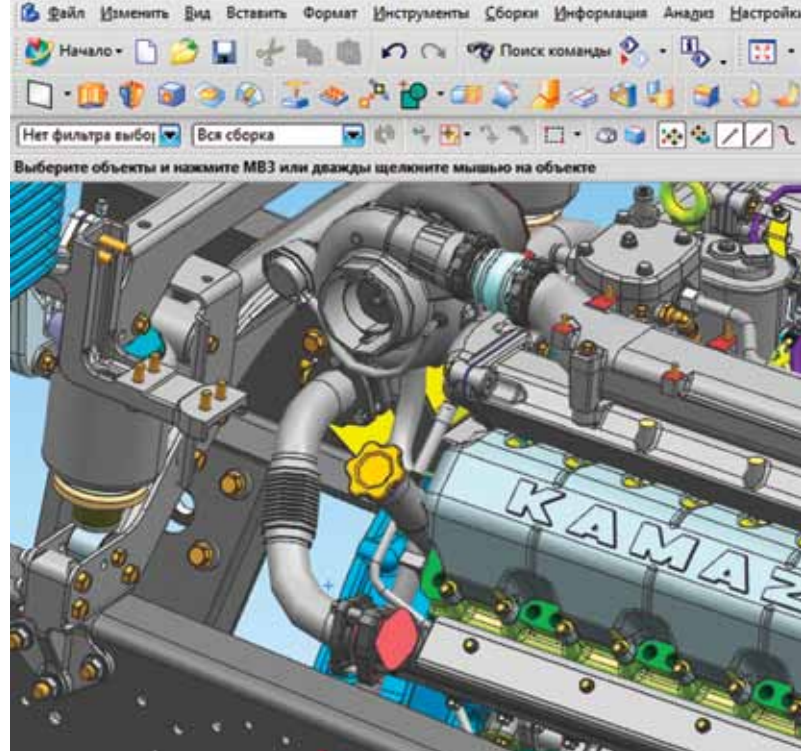 Файл Изменить Вид Вставить Формат Инструменты Сборки Информация Анализ Настройки
Начало Поиск команды
Нет фильтра выбор Вся сборка
Выберите объекты и нажмите МВ3 или дважды щелкните мышью на объекте
KAMAZ